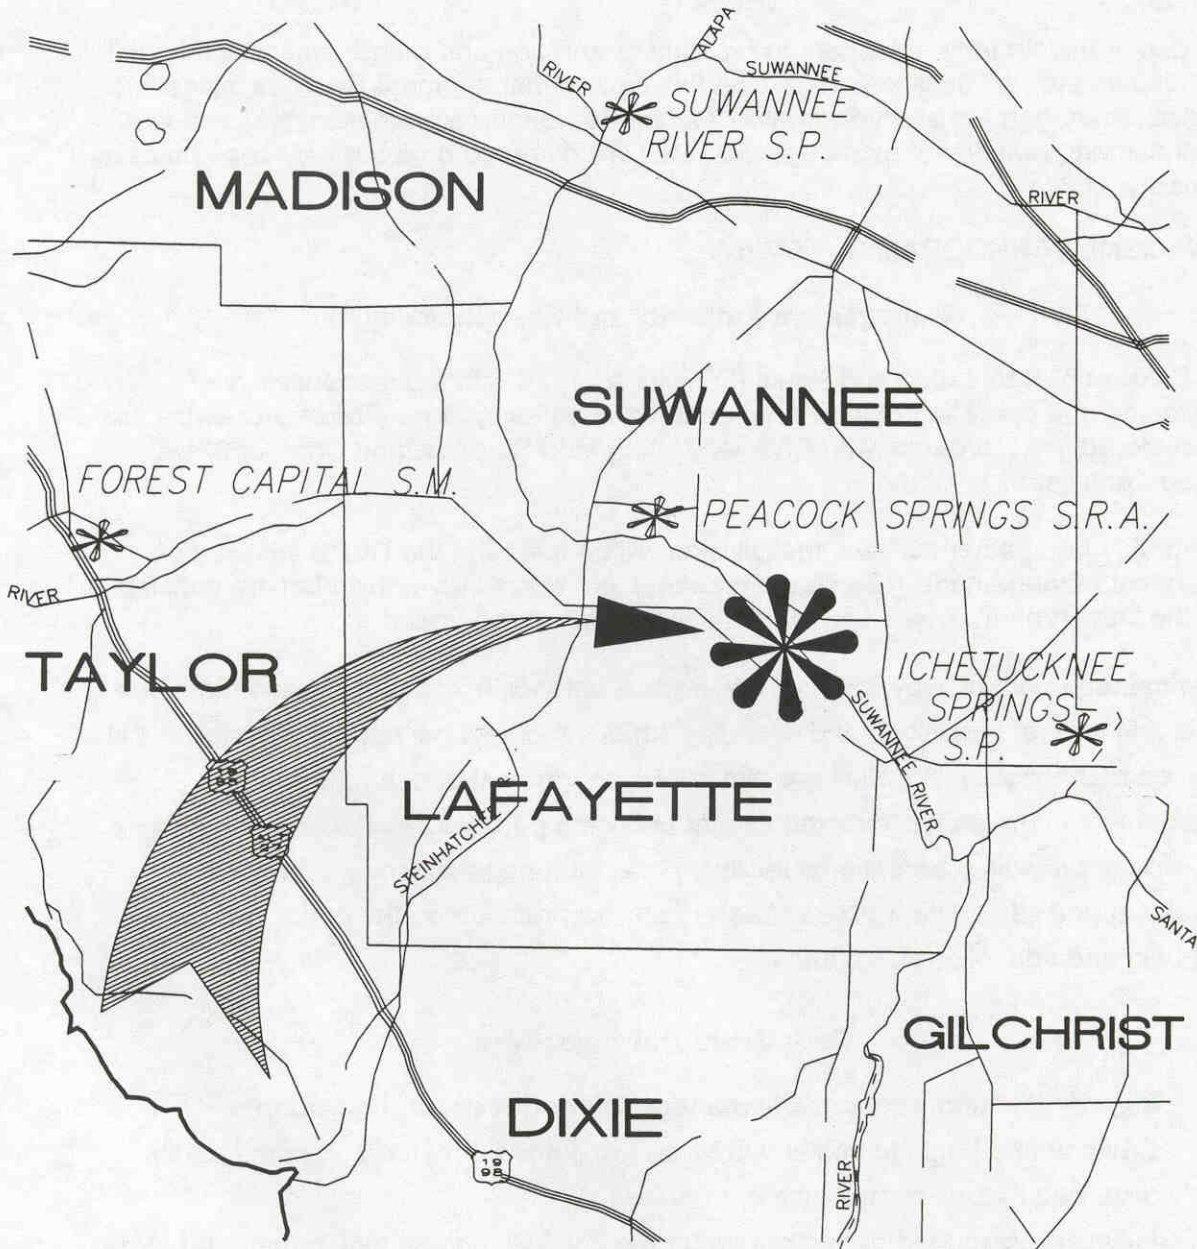 ALAPA
SUWANNEE
RIVER
SUWANNEE
RIVER S.P.
MADISON
RIVER
SUWANNEE
FOREST CAPITAL S.M.
PEACOCK SPRINGS S.R.A.
RIVER
TAYLOR
ICHETUCKNEE
SPRINGS
S.P.
SUWANNEE RIVER
LAFAYETTE
STEINHATCHEE R.
SANTA
GILCHRIST
DIXIE
19
98
RIVER